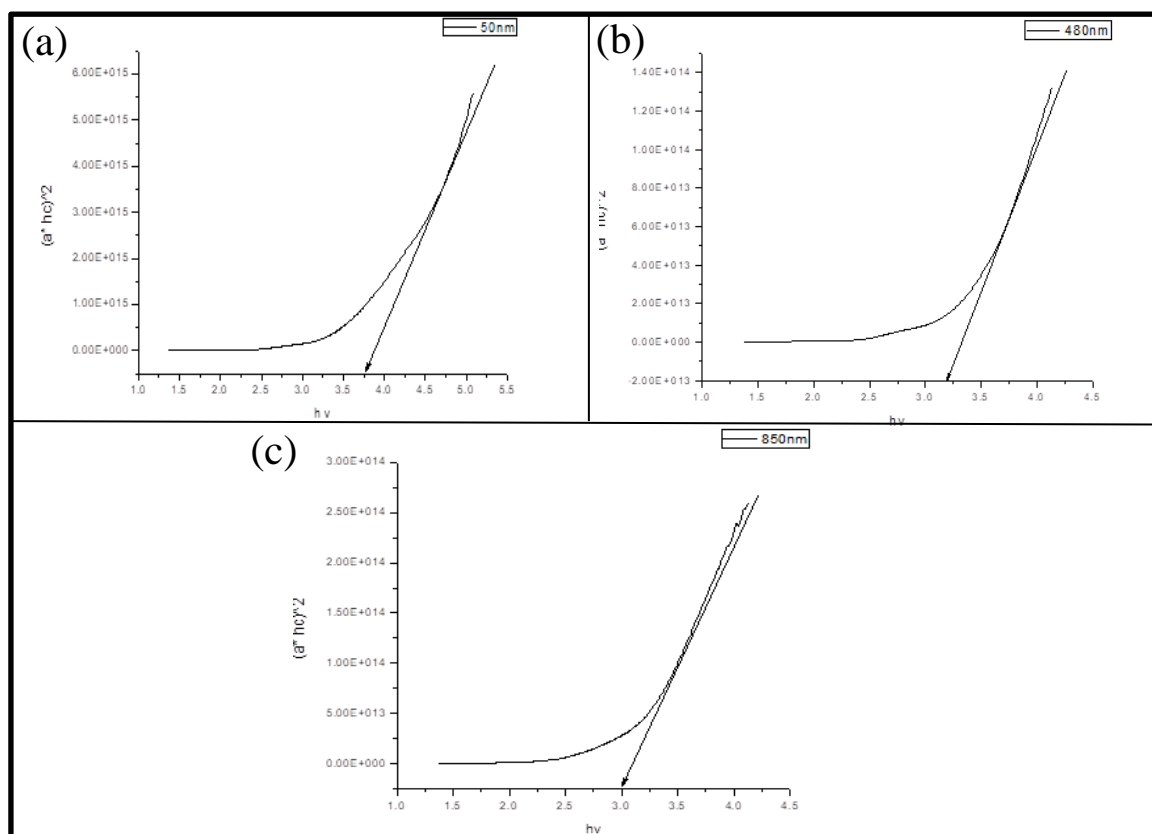 (a)
50nm
6.00E+015
5.00E+015
4.00E+015
3.00E+015
2.00E+015
1.00E+015
0.00E+000
(a* hc)^2
1.0 1.5 2.0 2.5 3.0 3.5 4.0 4.5 5.0 5.5
hv
(b)
480nm
1.40E+014
1.20E+014
1.00E+014
8.00E+013
6.00E+013
4.00E+013
2.00E+013
0.00E+000
-2.00E+013
1.0 1.5 2.0 2.5 3.0 3.5 4.0 4.5
hv
(c)
850nm
3.00E+014
2.50E+014
2.00E+014
1.50E+014
1.00E+014
5.00E+013
0.00E+000
(a* hc)^2
1.0 1.5 2.0 2.5 3.0 3.5 4.0 4.5
hv